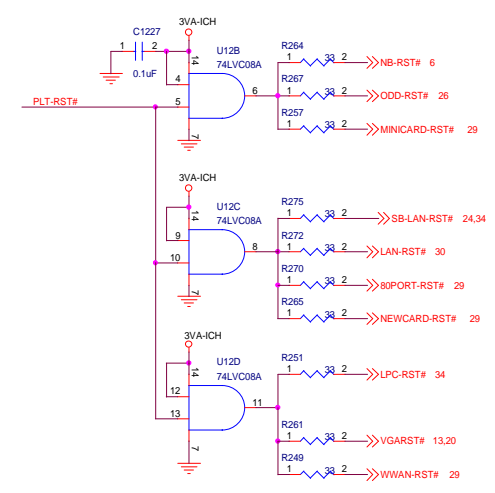 3VA-ICH
C1227
1 2
0.1uF
14
U12B
74LVC08A
4
PLT-RST# 5
6
7
R264
1 33 2 NB-RST# 6
R267
1 33 2 ODD-RST# 26
R257
1 33 2 MINICARD-RST# 29
3VA-ICH
14
U12C
74LVC08A
9
10
8
7
R275
1 33 2 SB-LAN-RST# 24,34
R272
1 33 2 LAN-RST# 30
R270
1 33 2 80PORT-RST# 29
R265
1 33 2 NEWCARD-RST# 29
3VA-ICH
14
U12D
74LVC08A
12
13
11
7
R251
1 33 2 LPC-RST# 34
R261
1 33 2 VGARST# 13,20
R249
1 33 2 WWAN-RST# 29